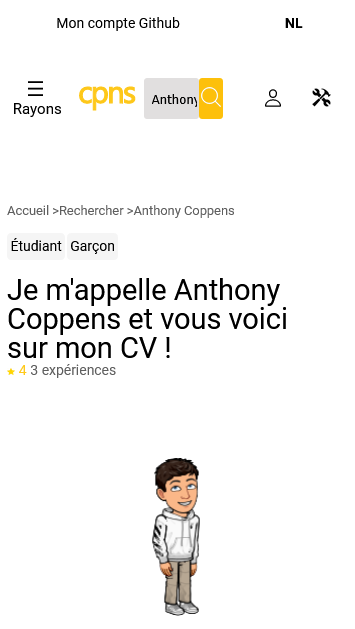 Mon compte Github
NL
cpns
Anthony
Rayons
Accueil >Rechercher >Anthony Coppens
Étudiant Garçon
Je m'appelle Anthony
Coppens et vous voici
sur mon CV !
★ 4 3 expériences